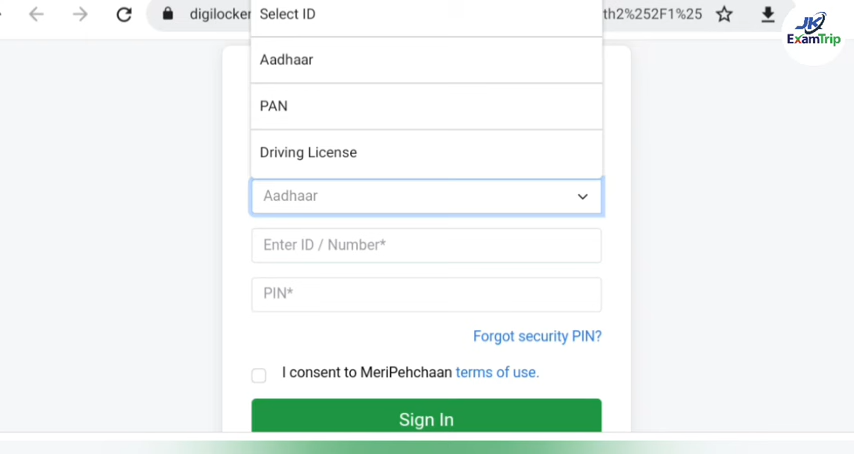 digilocker
Select ID
th2%252F1%25
JK
ExamTrip
Aadhaar
PAN
Driving License
Aadhaar
Enter ID / Number*
PIN*
Forgot security PIN?
I consent to MeriPehchaan terms of use.
Sign In